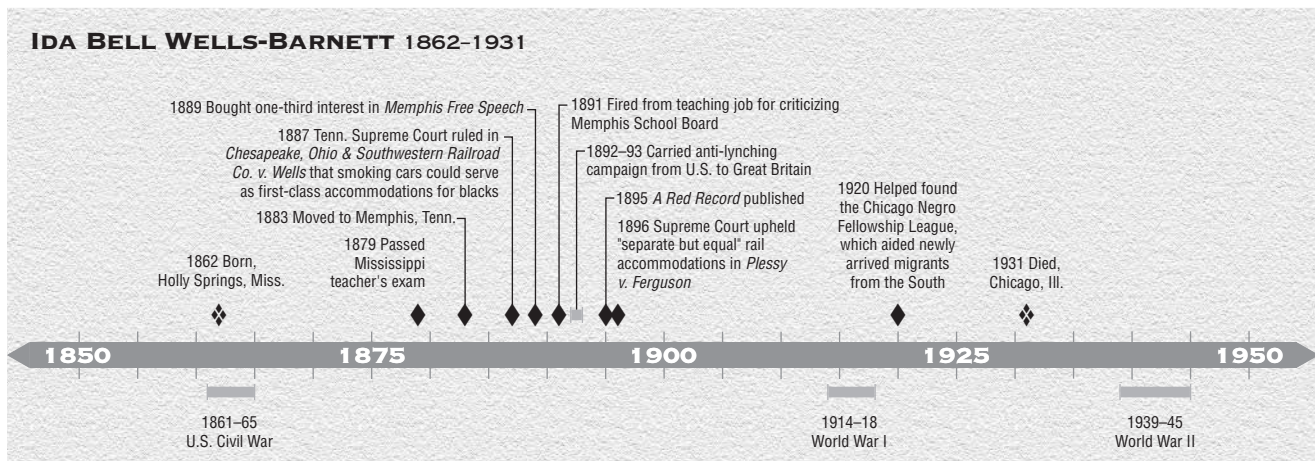 IDA BELL WELLS-BARNETT 1862–1931
1889 Bought one-third interest in Memphis Free Speech
1887 Tenn. Supreme Court ruled in
Chesapeake, Ohio & Southwestern Railroad
Co. v. Wells that smoking cars could serve
as first-class accommodations for blacks
1883 Moved to Memphis, Tenn.
1879 Passed
Mississippi
teacher's exam
1862 Born,
Holly Springs, Miss.
1891 Fired from teaching job for criticizing
Memphis School Board
1892–93 Carried anti-lynching
campaign from U.S. to Great Britain
1895 A Red Record published
1896 Supreme Court upheld
"separate but equal" rail
accommodations in Plessy
v. Ferguson
1920 Helped found
the Chicago Negro
Fellowship League,
which aided newly
arrived migrants
from the South
1931 Died,
Chicago, Ill.
1850 1875 1900 1925 1950
1861–65
U.S. Civil War
1914–18
World War I
1939–45
World War II